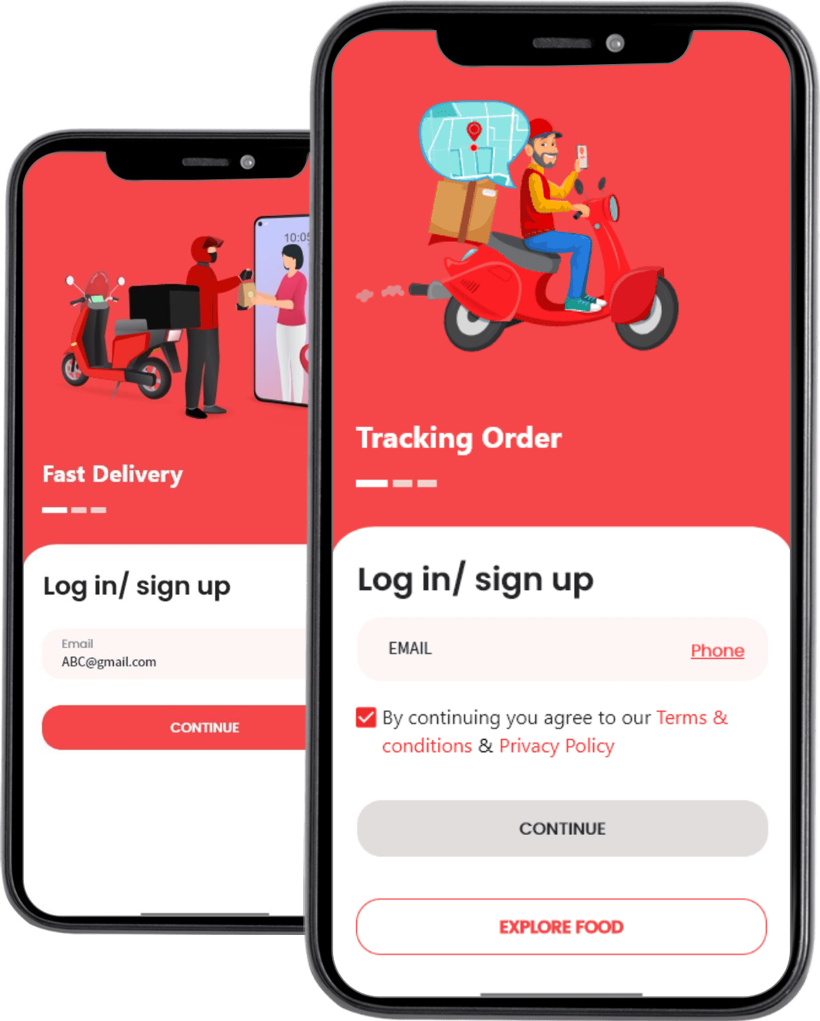 10:05
Fast Delivery
Log in/ sign up
Email
ABC@gmail.com
CONTINUE
Tracking Order
Log in/ sign up
EMAIL
Phone
By continuing you agree to our Terms &
conditions & Privacy Policy
CONTINUE
EXPLORE FOOD